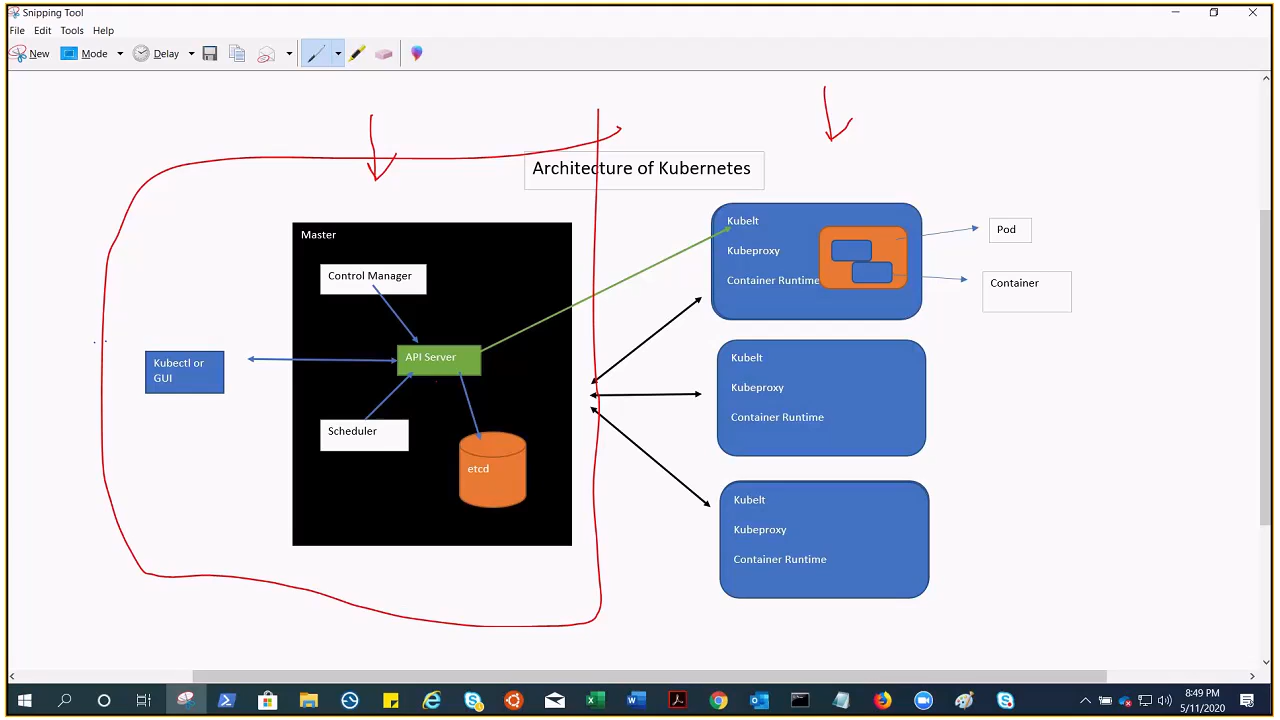 Snipping Tool
File Edit Tools Help
New Mode Delay
Architecture of Kubernetes
Master
Control Manager
API Server
Kubectl or
GUI
Scheduler
etcd
Kubelt
Kubeproxy
Container Runtime
Pod
Container
Kubelt
Kubeproxy
Container Runtime
Kubelt
Kubeproxy
Container Runtime
8:49 PM
5/11/2020